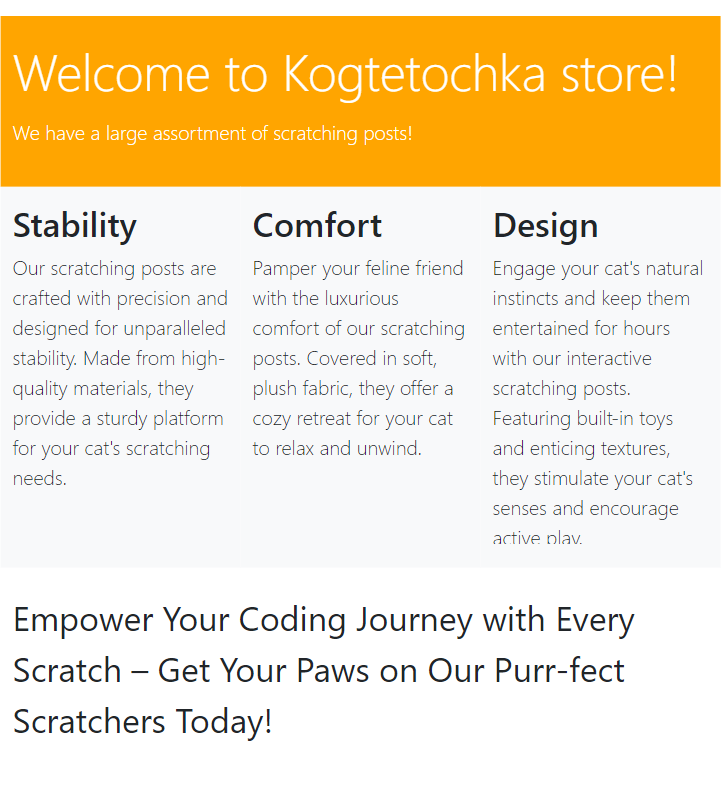 Welcome to Kogtetochka store!
We have a large assortment of scratching posts!
Stability
Our scratching posts are
crafted with precision and
designed for unparalleled
stability. Made from high-
quality materials, they
provide a sturdy platform
for your cat's scratching
needs.
Comfort
Pamper your feline friend
with the luxurious
comfort of our scratching
posts. Covered in soft,
plush fabric, they offer a
cozy retreat for your cat
to relax and unwind.
Design
Engage your cat's natural
instincts and keep them
entertained for hours
with our interactive
scratching posts.
Featuring built-in toys
and enticing textures,
they stimulate your cat's
senses and encourage
active play.
Empower Your Coding Journey with Every
Scratch – Get Your Paws on Our Purr-fect
Scratchers Today!